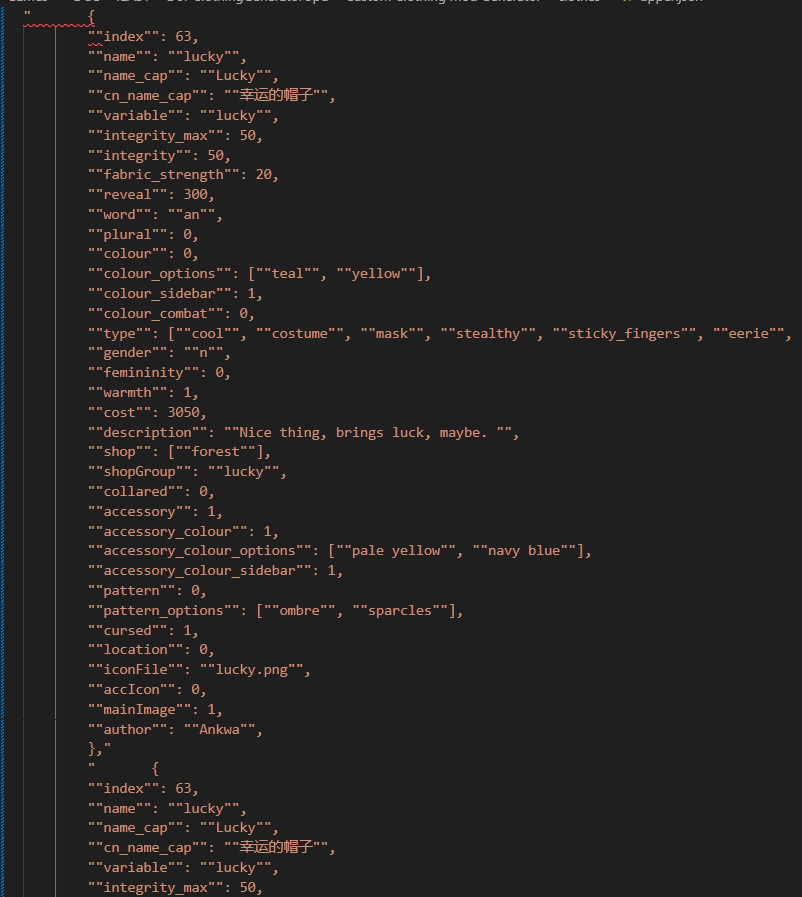 "       {
""index"": 63,
""name"": ""lucky"",
""name_cap"": ""Lucky"",
""cn_name_cap"": ""幸运的帽子"",
""variable"": ""lucky"",
""integrity_max"": 50,
""integrity"": 50,
""fabric_strength"": 20,
""reveal"": 300,
""word"": ""an"",
""plural"": 0,
""colour"": 0,
""colour_options"": [""teal"", ""yellow""],
""colour_sidebar"": 1,
""colour_combat"": 0,
""type"": [""cool"", ""costume"", ""mask"", ""stealthy"", ""sticky_fingers"", ""eerie"",
""gender"": ""n"",
""femininity"": 0,
""warmth"": 1,
""cost"": 3050,
""description"": ""Nice thing, brings luck, maybe. "",
""shop"": [""forest""],
""shopGroup"": ""lucky"",
""collared"": 0,
""accessory"": 1,
""accessory_colour"": 1,
""accessory_colour_options"": [""pale yellow"", ""navy blue""],
""accessory_colour_sidebar"": 1,
""pattern"": 0,
""pattern_options"": [""ombre"", ""sparcles""],
""cursed"": 1,
""location"": 0,
""iconFile"": ""lucky.png"",
""accIcon"": 0,
""mainImage"": 1,
""author"": ""Ankwa"",
},"
"       {
""index"": 63,
""name"": ""lucky"",
""name_cap"": ""Lucky"",
""cn_name_cap"": ""幸运的帽子"",
""variable"": ""lucky"",
""integrity_max"": 50,